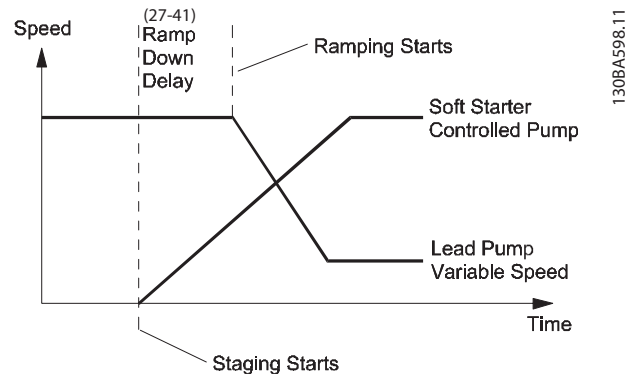 (27-41)
Speed
Ramp
Down
Delay
Ramping Starts
Soft Starter
Controlled Pump
Lead Pump
Variable Speed
Time
Staging Starts
130BA598.11